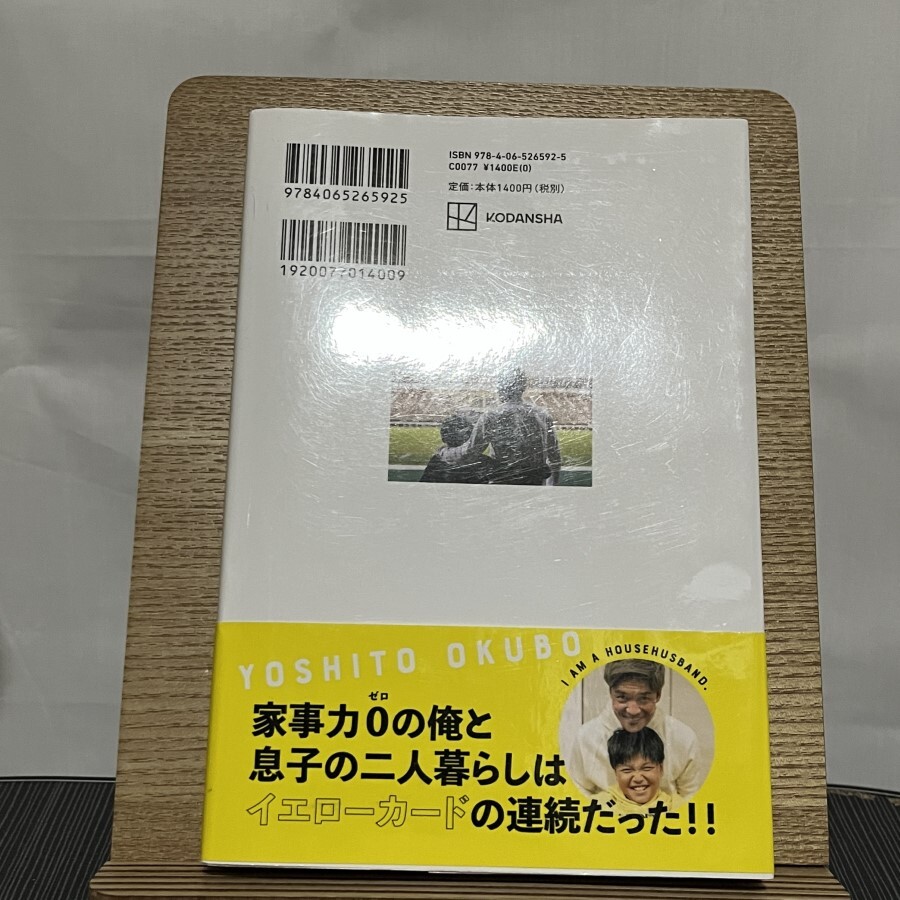 9784065265925
1920077014009
ISBN 978-4-06-526592-5
C0077 ¥1400E(0)
定価：本体1400円（税別）
KODANSHA
YOSHITO OKUBO
I AM A HOUSEHUSBAND.
ゼロ
家事力0の俺と
息子の二人暮らしは
イエローカードの連続だった!!